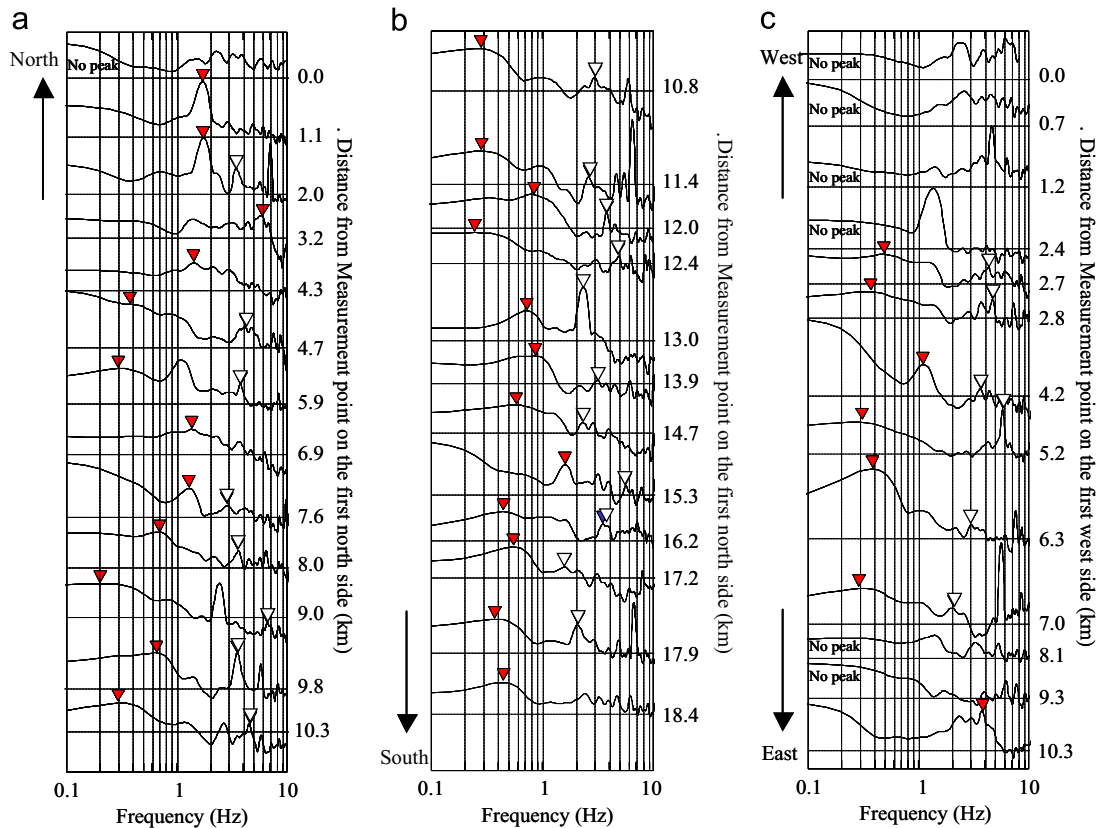 a
North
No peak
0.0
1.1
2.0
3.2
4.3
4.7
5.9
6.9
7.6
8.0
9.0
9.8
10.3
. Distance from Measurement point on the first north side (km)
0.1
1
10
Frequency (Hz)
b
10.8
11.4
12.0
12.4
13.0
13.9
14.7
15.3
16.2
17.2
17.9
18.4
South
.Distance from Measurement point on the first north side (km)
0.1
1
10
Frequency (Hz)
c
West
No peak
0.0
No peak
0.7
No peak
1.2
No peak
2.4
2.7
2.8
4.2
5.2
6.3
7.0
No peak
8.1
No peak
9.3
10.3
East
. Distance from Measurement point on the first west side (km)
0.1
1
10
Frequency (Hz)